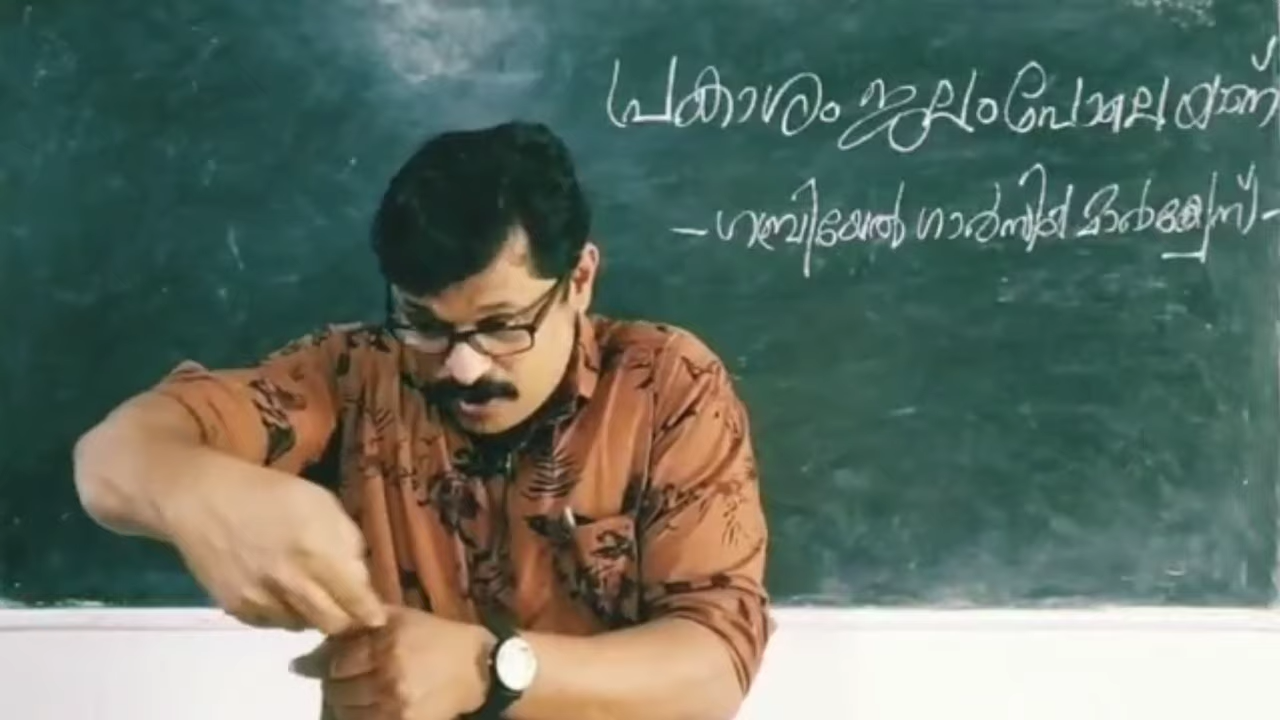 പ്രകാശം ജലം പോലെയാണ്
- ഗബ്രിയേൽ ഗാർസിയ മാർക്കേസ് -